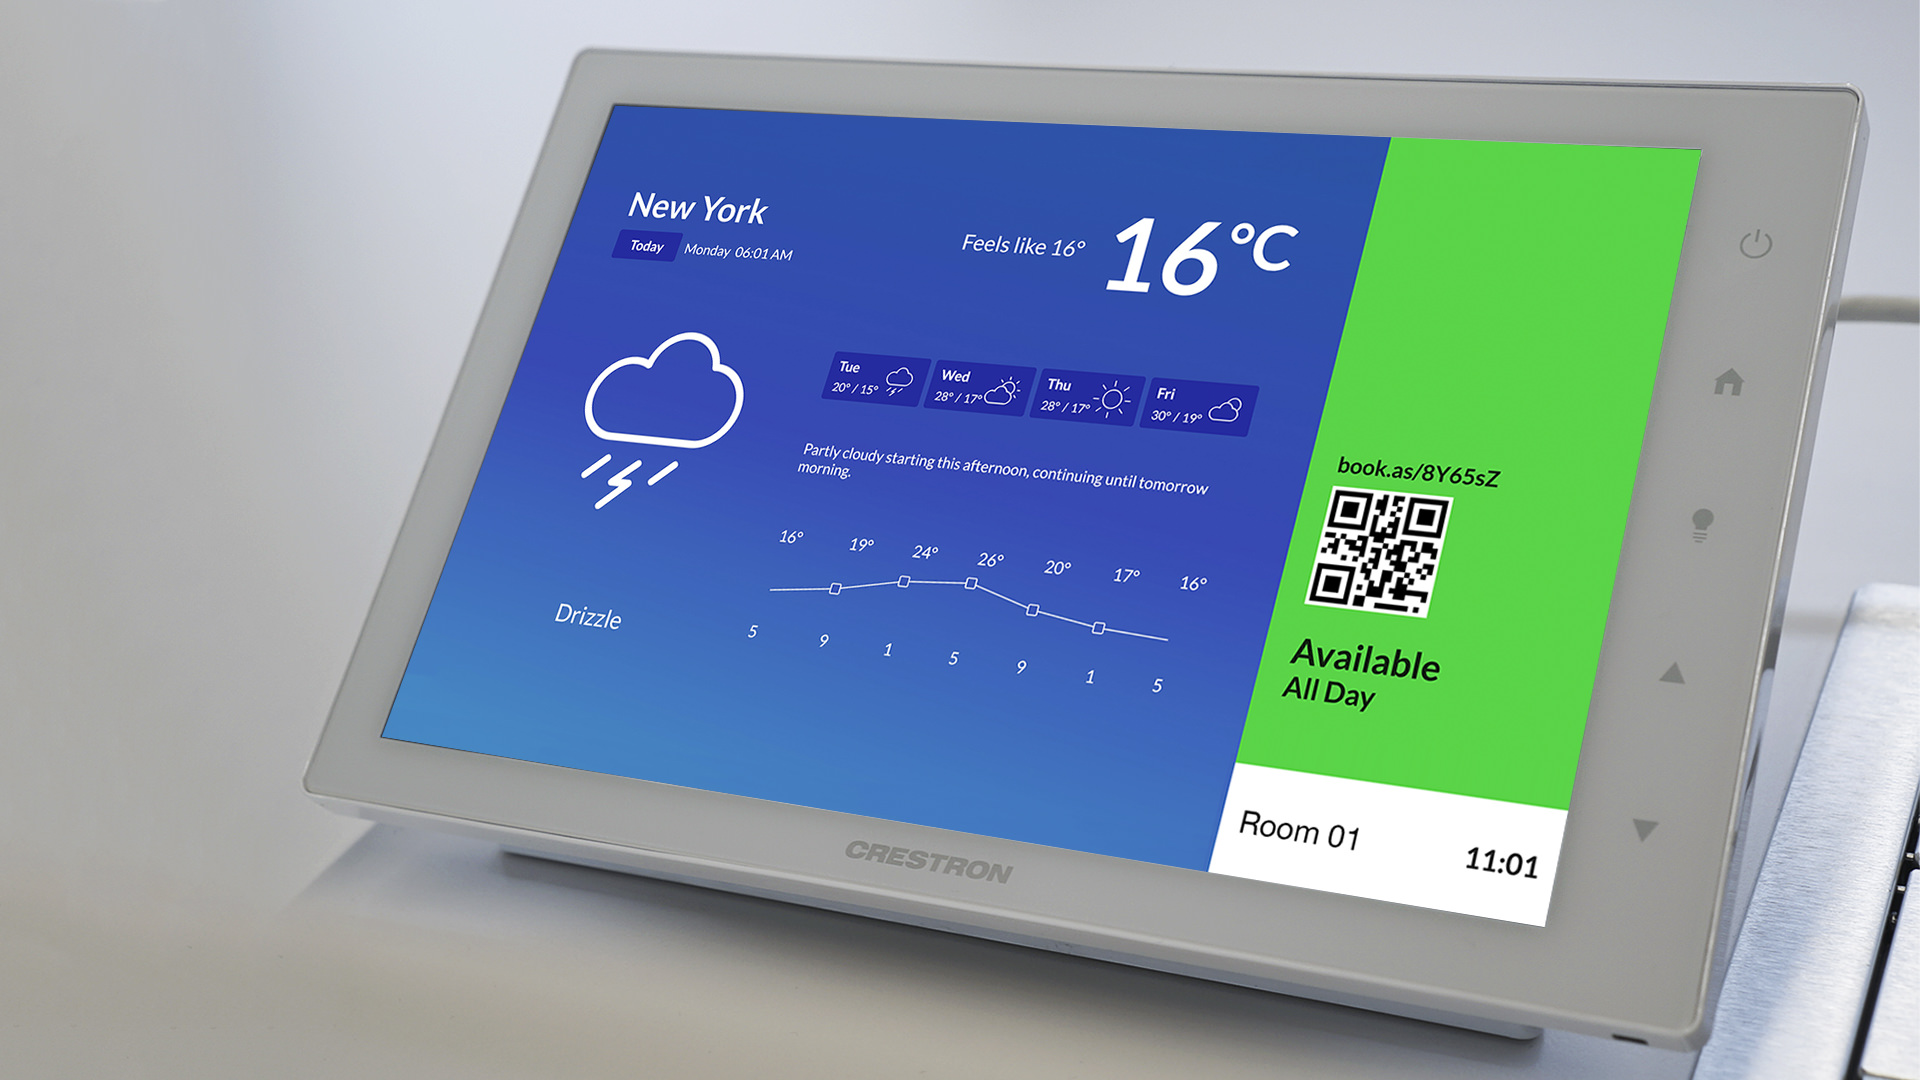 New York
Today Monday 06:01 AM
Feels like 16° 16°C
Tue
20° / 15°
Wed
28° / 17°
Thu
28° / 17°
Fri
30° / 19°
Partly cloudy starting this afternoon, continuing until tomorrow
morning.
16° 19° 24° 26° 20° 17° 16°
5 9 1 5 9 1 5
Drizzle
book.as/8Y65sZ
Available
All Day
Room 01
11:01
CRESTRON